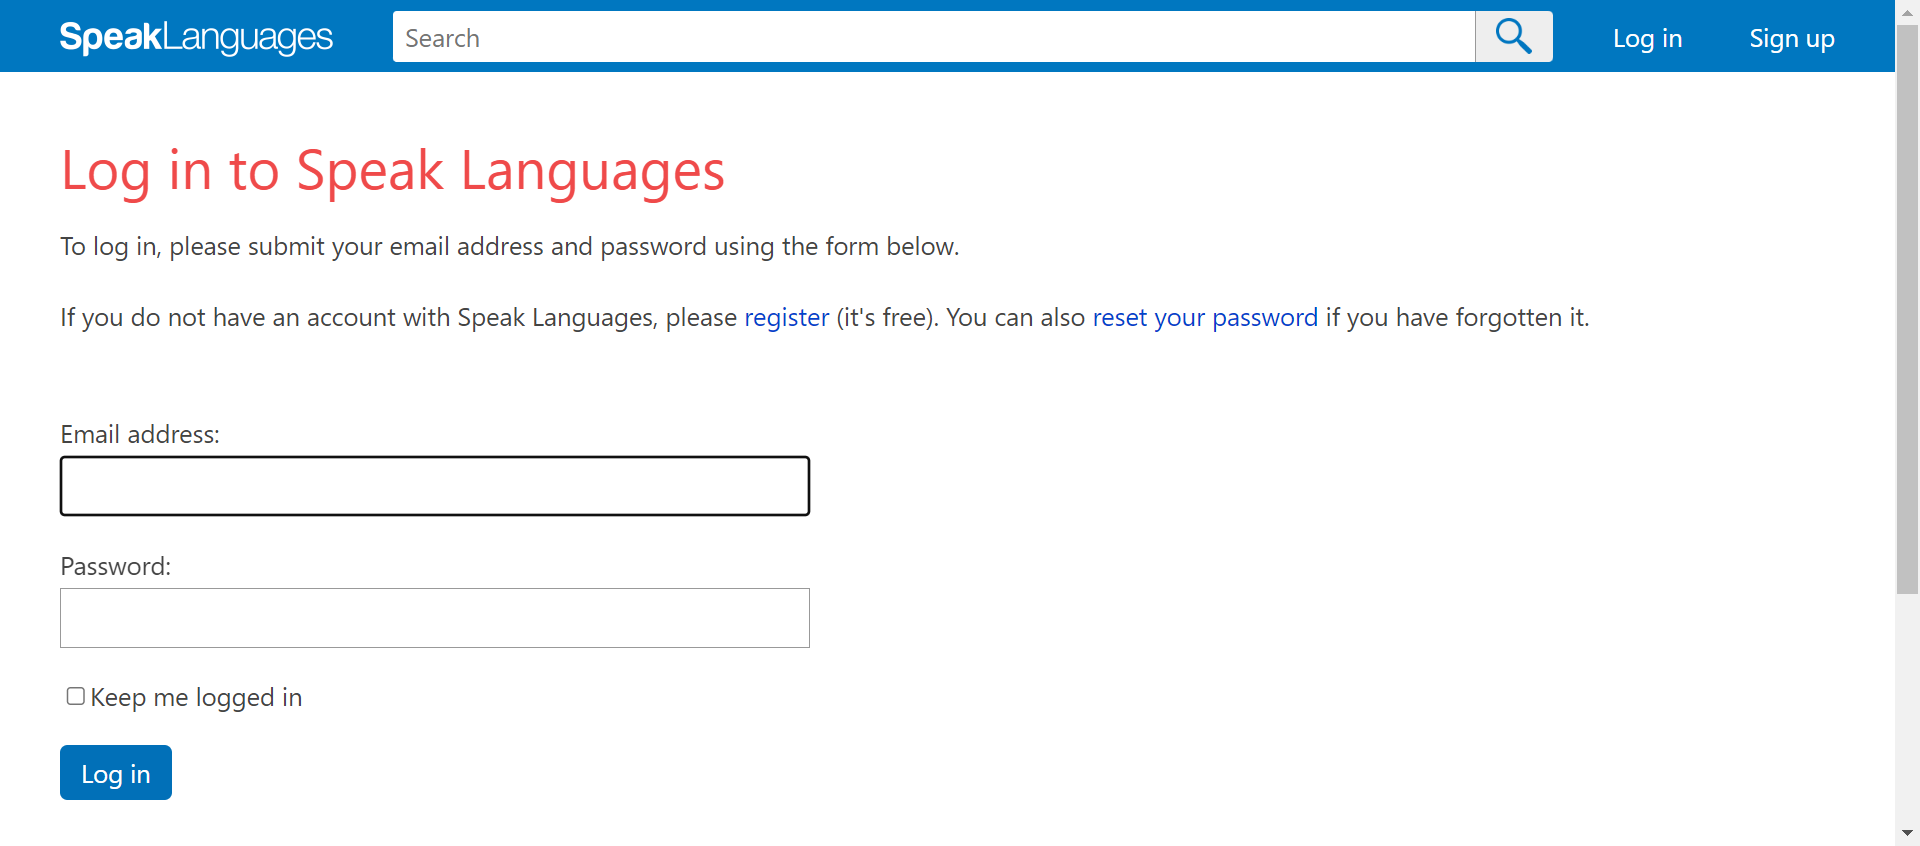 SpeakLanguages
Search
Log in
Sign up
Log in to Speak Languages
To log in, please submit your email address and password using the form below.
If you do not have an account with Speak Languages, please register (it's free). You can also reset your password if you have forgotten it.
Email address:
Password:
Keep me logged in
Log in